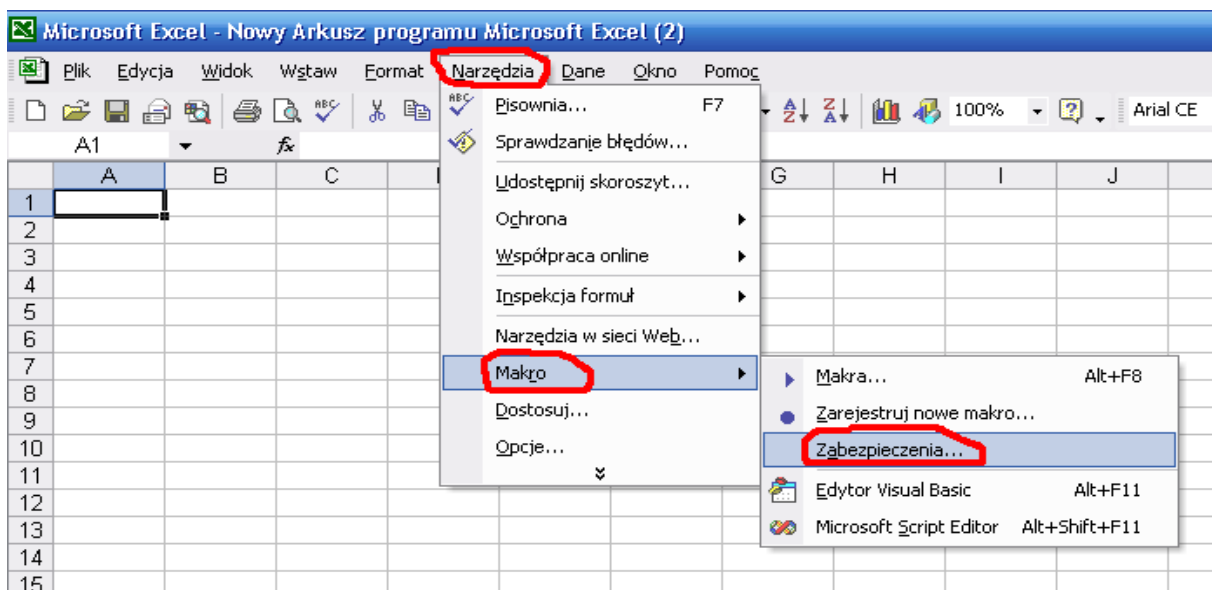 Microsoft Excel - Nowy Arkusz programu Microsoft Excel (2)
Plik Edycja Widok Wstaw Format Narzędzia Dane Okno Pomoc
100% Arial CE
A1 fx
A B C G H I J
1
2
3
4
5
6
7
8
9
10
11
12
13
14
15
ABC Pisownia... F7
Sprawdzanie błędów...
Udostępnij skoroszyt...
Ochrona
Współpraca online
Inspekcja formuł
Narzędzia w sieci Web...
Makro
Dostosuj...
Opcje...
Makra... Alt+F8
Zarejestruj nowe makro...
Zabezpieczenia...
Edytor Visual Basic Alt+F11
Microsoft Script Editor Alt+Shift+F11